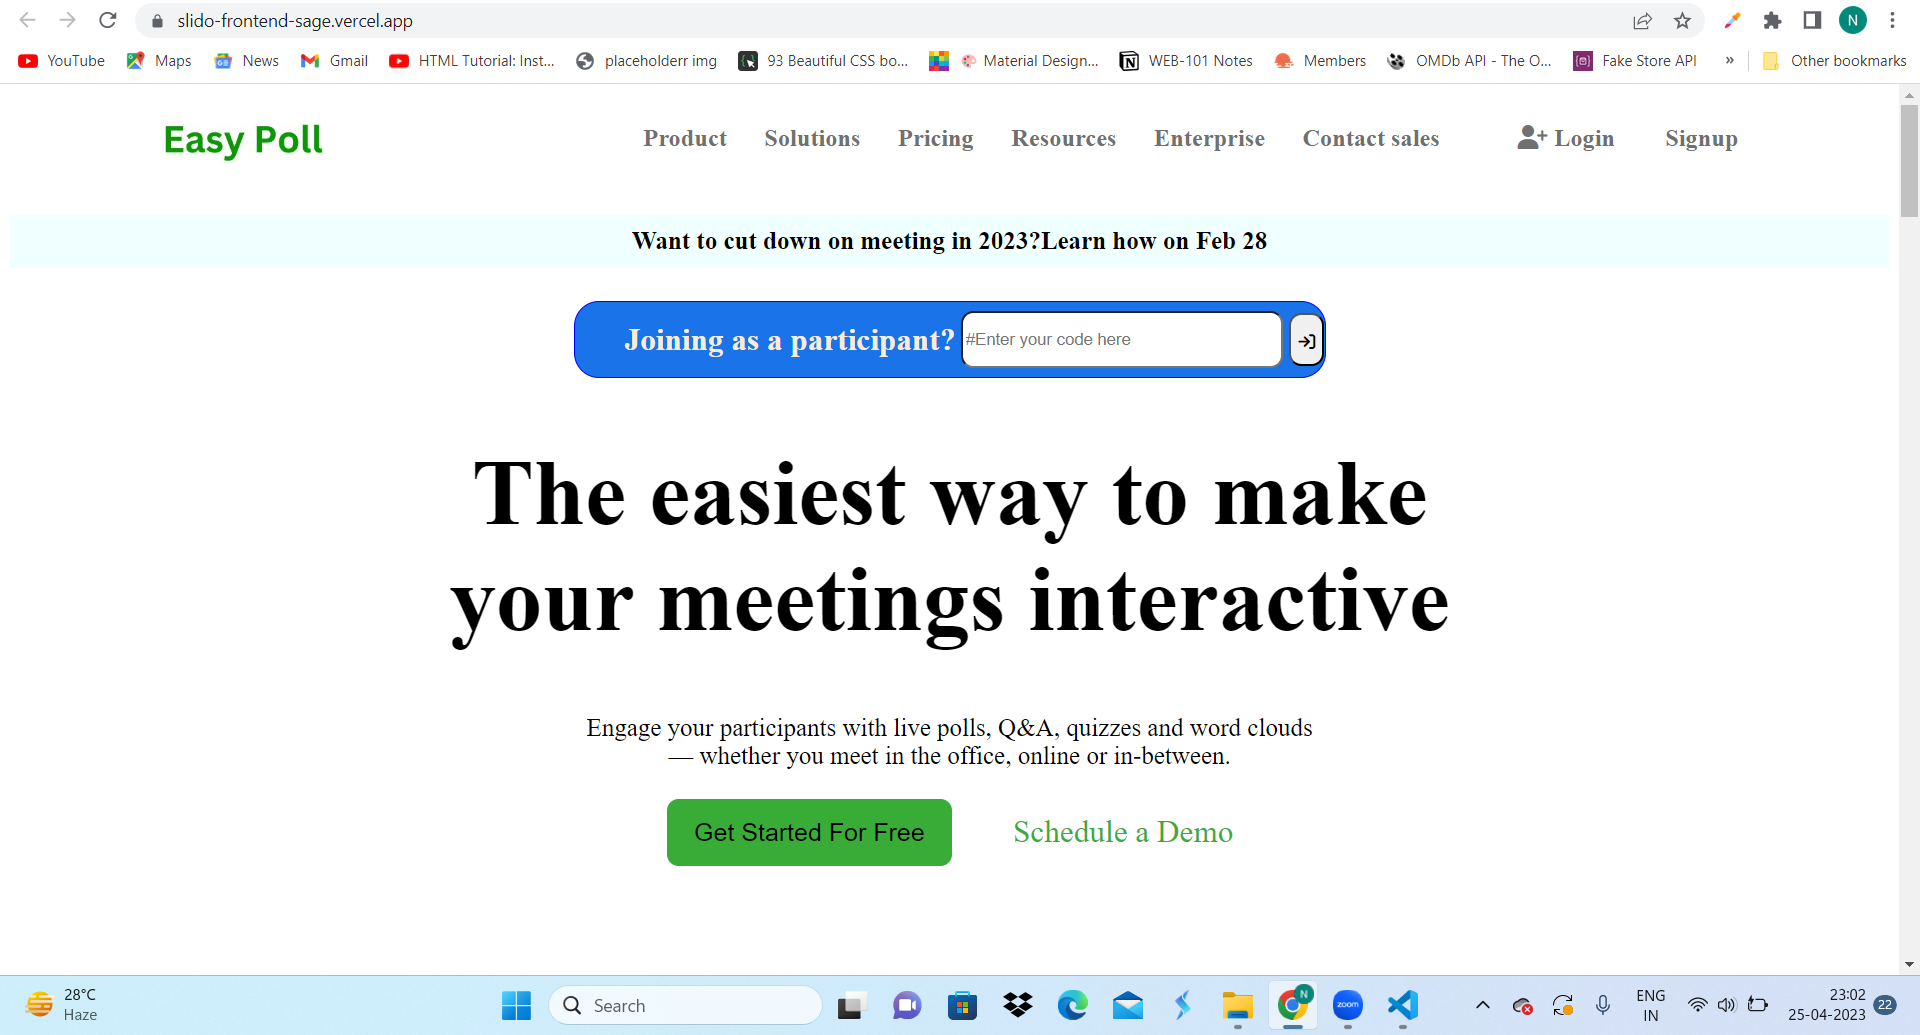 slido-frontend-sage.vercel.app
N
YouTube Maps News Gmail HTML Tutorial: Inst... placeholderr img 93 Beautiful CSS bo... Material Design... WEB-101 Notes Members OMDb API - The O... Fake Store API » Other bookmarks
Easy Poll Product Solutions Pricing Resources Enterprise Contact sales Login Signup
Want to cut down on meeting in 2023?Learn how on Feb 28
Joining as a participant? #Enter your code here
The easiest way to make
your meetings interactive
Engage your participants with live polls, Q&A, quizzes and word clouds
— whether you meet in the office, online or in-between.
Get Started For Free Schedule a Demo
28°C
Haze
Search
N
zoom
ENG
IN
23:02
25-04-2023
22